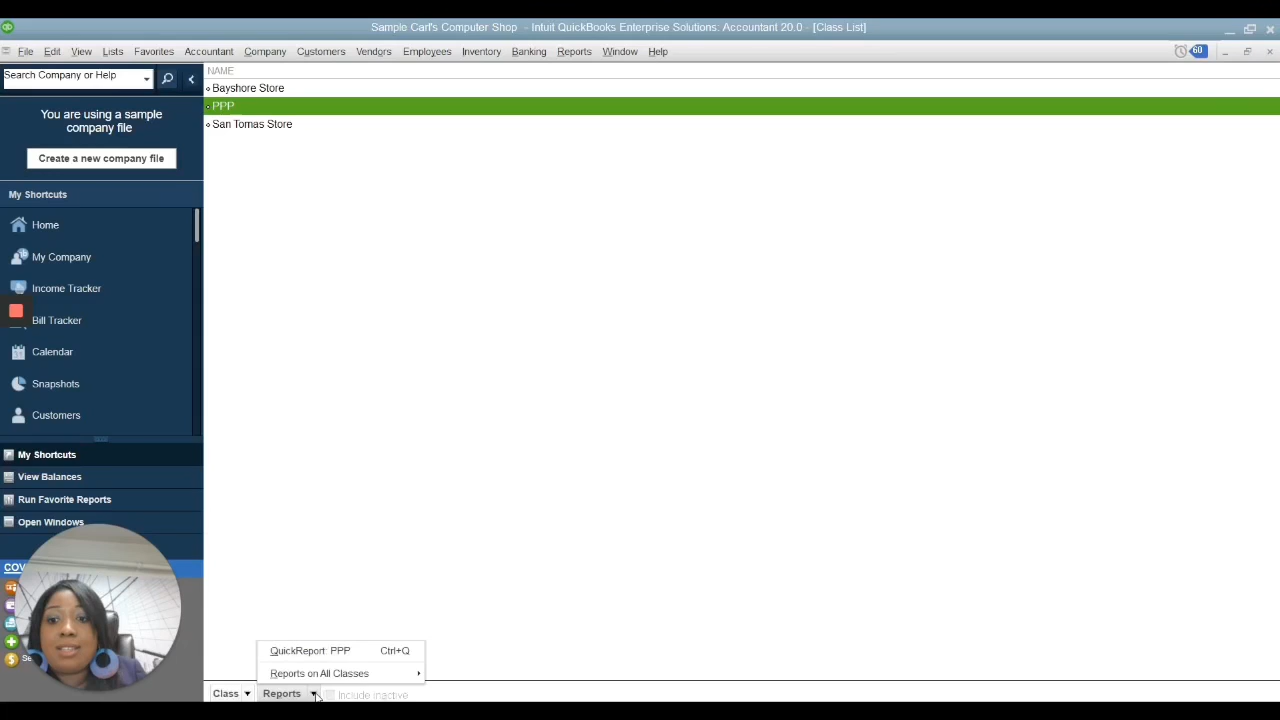 Sample Carl's Computer Shop - Intuit QuickBooks Enterprise Solutions: Accountant 20.0 - [Class List]
File Edit View Lists Favorites Accountant Company Customers Vendors Employees Inventory Banking Reports Window Help 60
Search Company or Help
NAME
Bayshore Store
PPP
San Tomas Store
You are using a sample
company file
Create a new company file
My Shortcuts
Home
My Company
Income Tracker
Bill Tracker
Calendar
Snapshots
Customers
My Shortcuts
View Balances
Run Favorite Reports
Open Windows
QuickReport: PPP Ctrl+Q
Reports on All Classes
Class Reports Include inactive